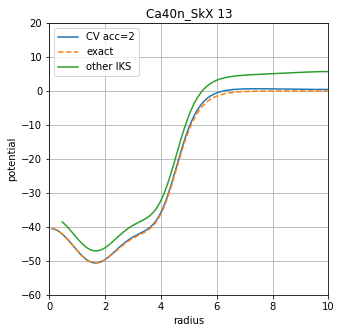 Ca40n_SkX 13
CV acc=2
exact
other IKS
20
10
0
−10
−20
−30
−40
−50
−60
potential
0 2 4 6 8 10
radius